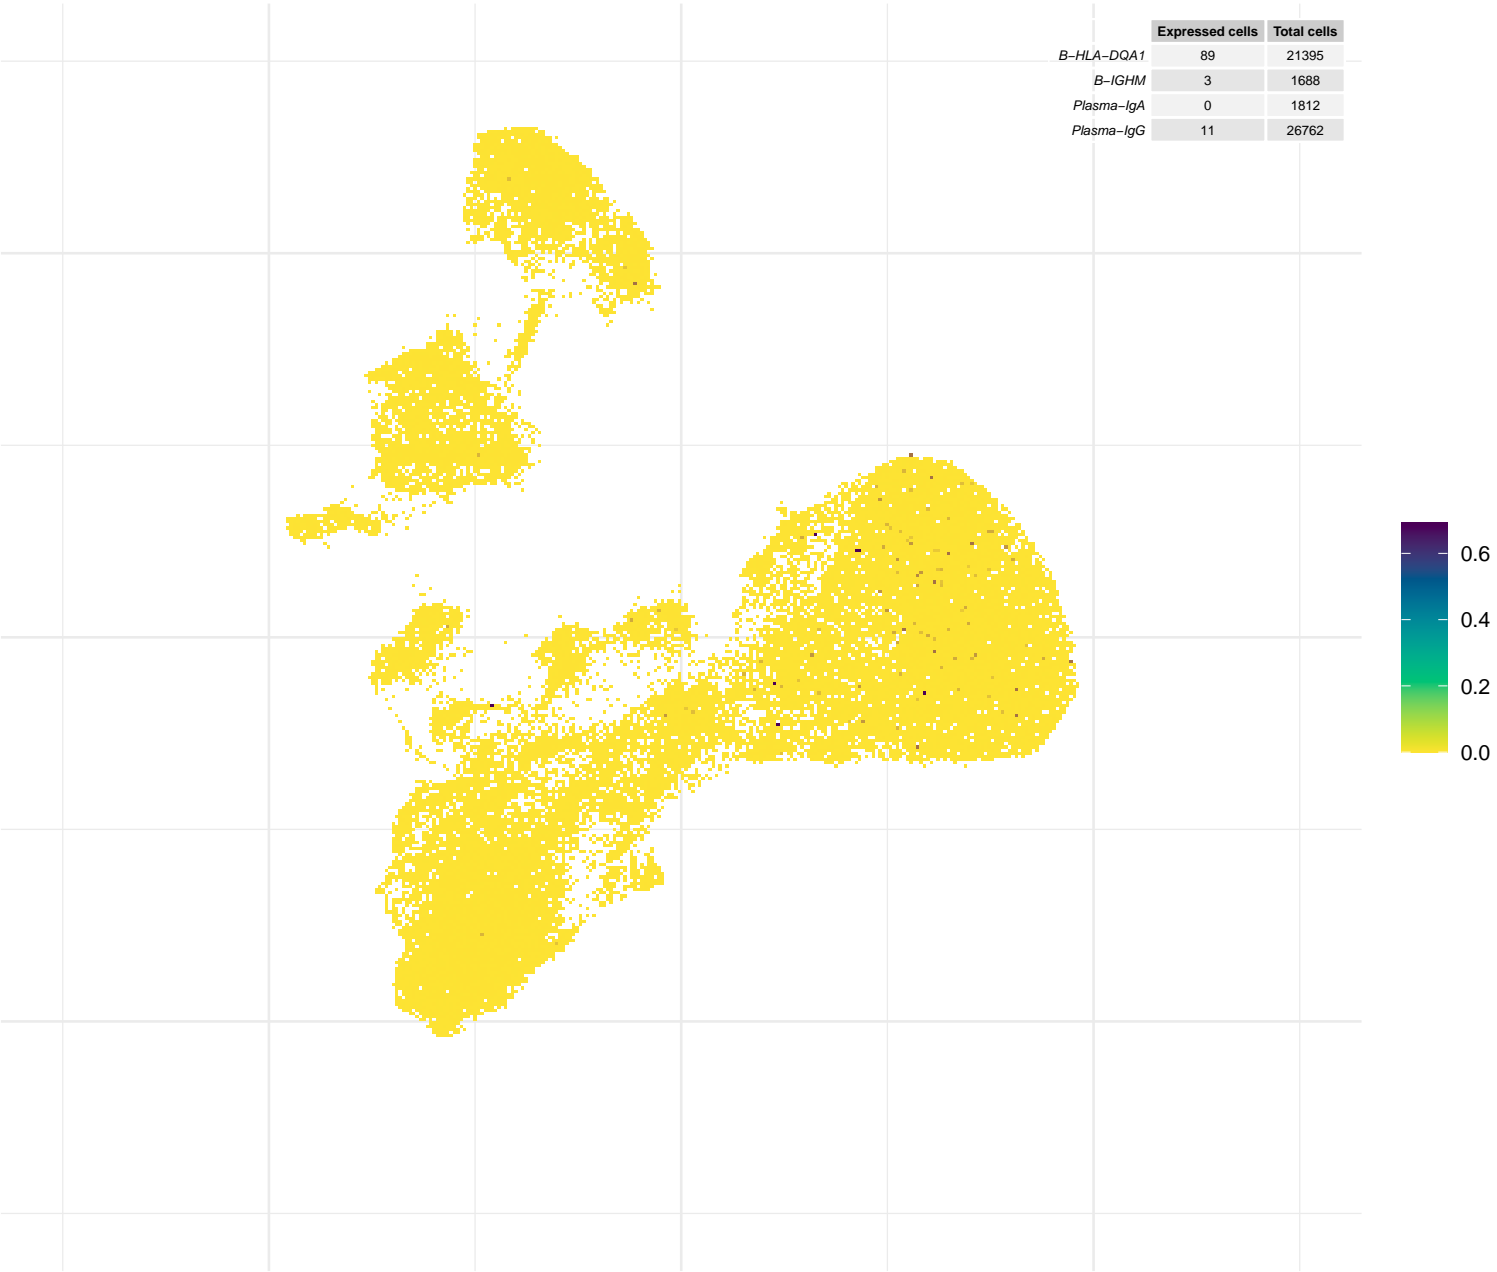 Expressed cells Total cells
B−HLA−DQA1 89 21395
B−IGHM 3 1688
Plasma−IgA 0 1812
Plasma−IgG 11 26762
0.6
0.4
0.2
0.0